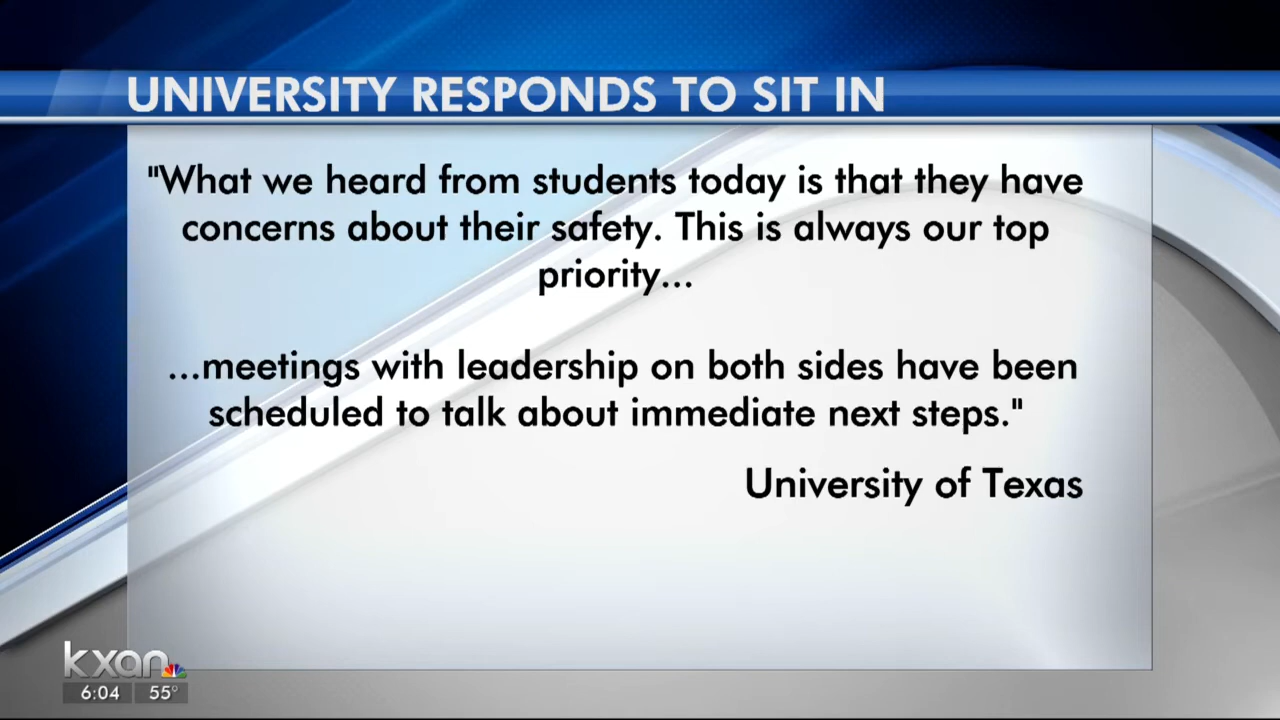 UNIVERSITY RESPONDS TO SIT IN
"What we heard from students today is that they have
concerns about their safety. This is always our top
priority...
...meetings with leadership on both sides have been
scheduled to talk about immediate next steps."
University of Texas
kxan
6:04 55°